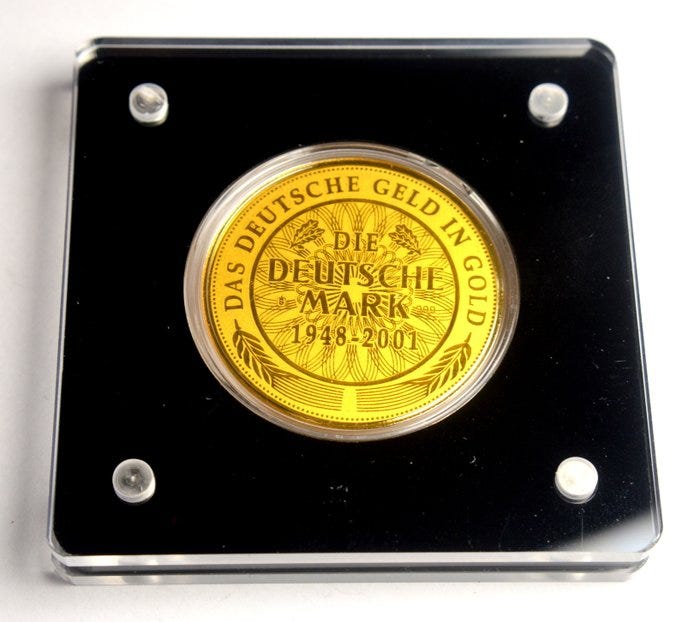 DAS DEUTSCHE GELD IN GOLD
DIE
DEUTSCHE
MARK
1948-2001